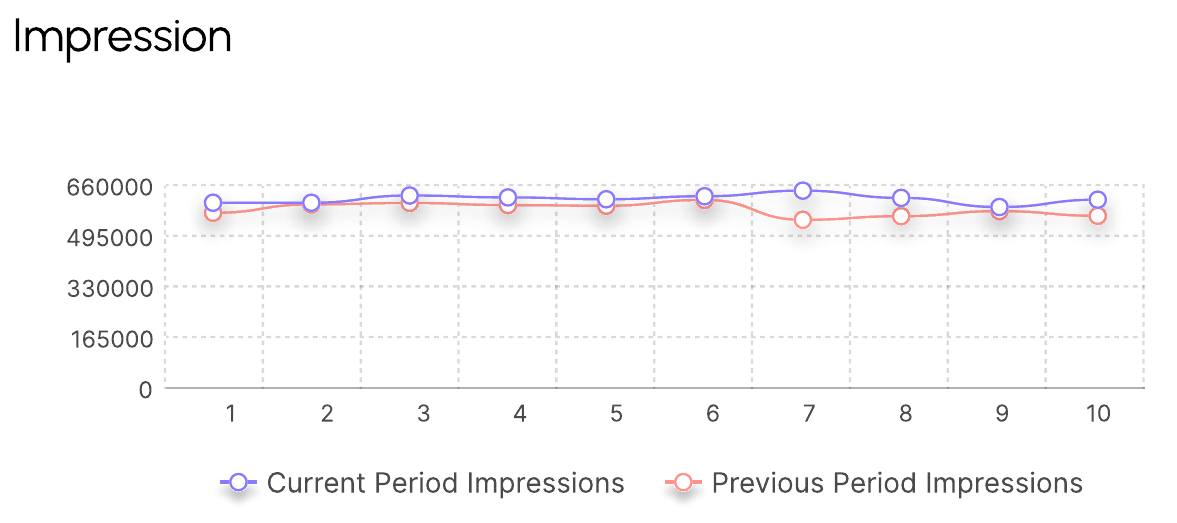 Impression
660000
495000
330000
165000
0
1 2 3 4 5 6 7 8 9 10
Current Period Impressions Previous Period Impressions